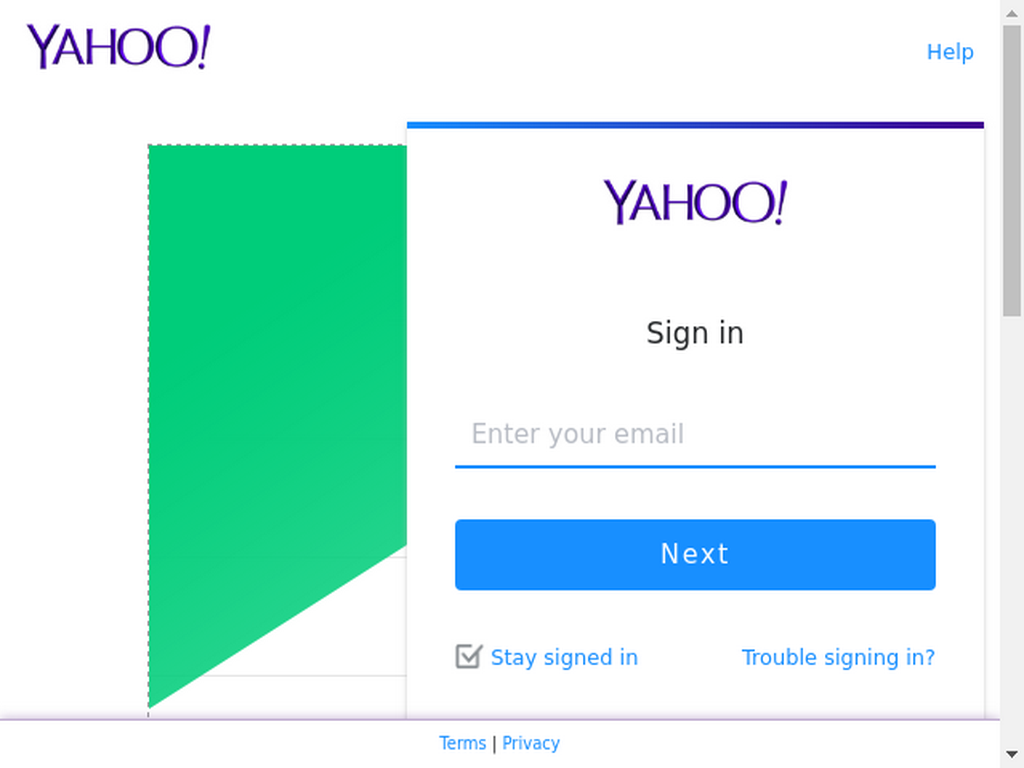 YAHOO!
Help
YAHOO!
Sign in
Enter your email
Next
Stay signed in
Trouble signing in?
Terms | Privacy